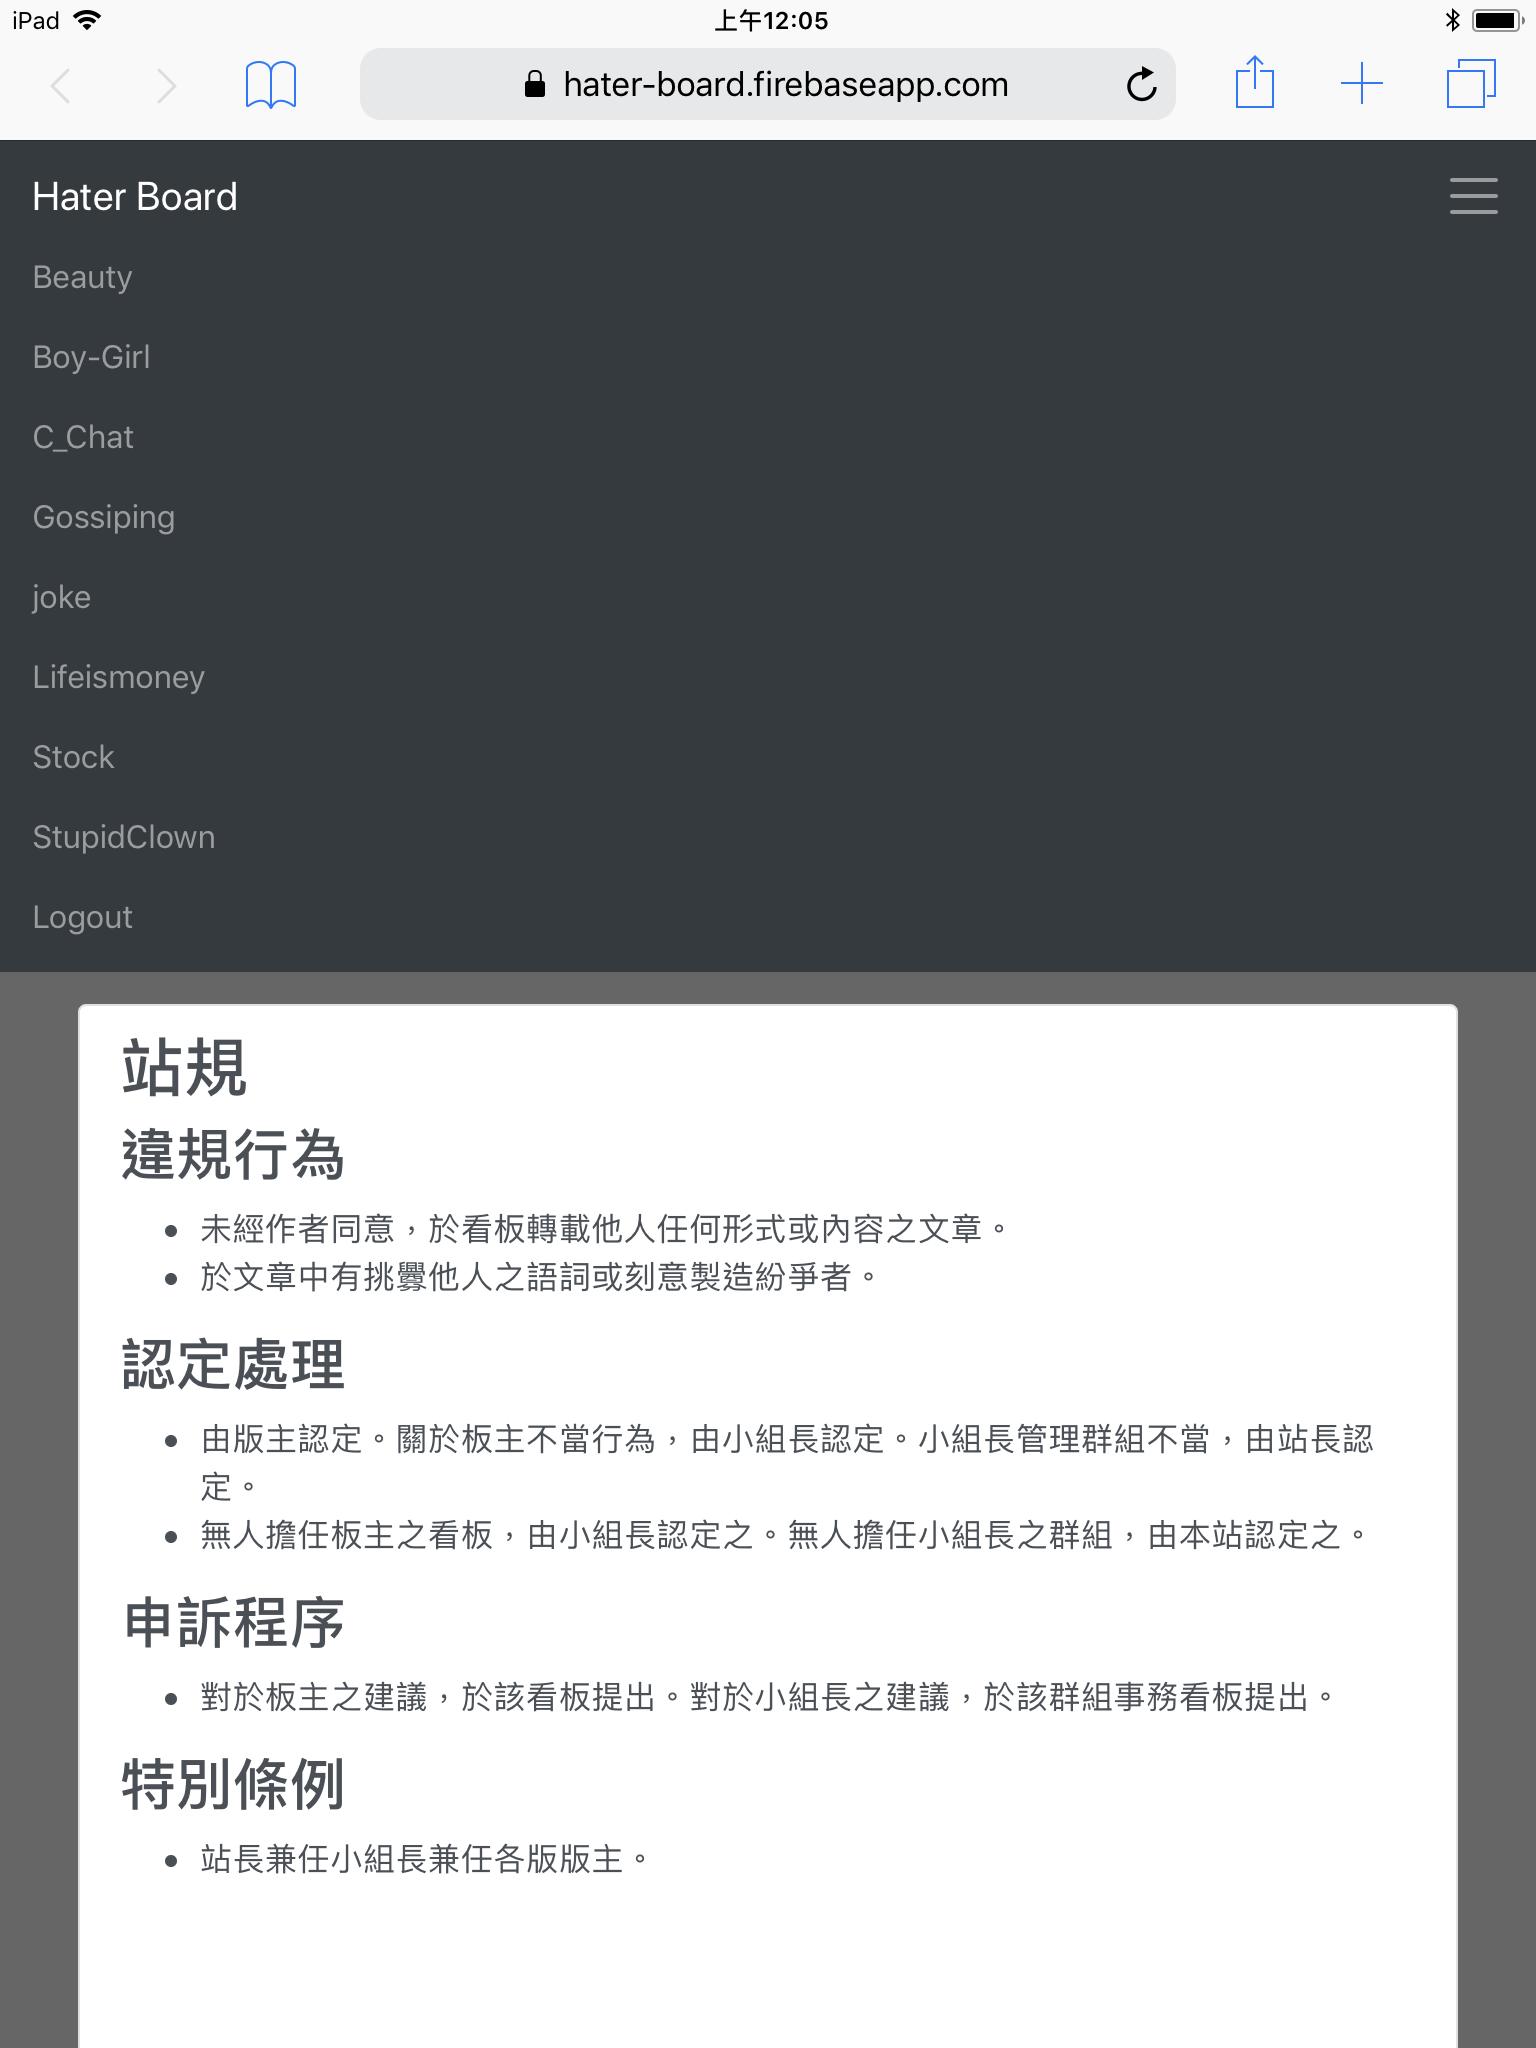 iPad 上午12:05
hater-board.firebaseapp.com
Hater Board
Beauty
Boy-Girl
C_Chat
Gossiping
joke
Lifeismoney
Stock
StupidClown
Logout
站規
違規行為
• 未經作者同意，於看板轉載他人任何形式或內容之文章。
• 於文章中有挑釁他人之語詞或刻意製造紛爭者。
認定處理
• 由版主認定。關於板主不當行為，由小組長認定。小組長管理群組不當，由站長認
定。
• 無人擔任板主之看板，由小組長認定之。無人擔任小組長之群組，由本站認定之。
申訴程序
• 對於板主之建議，於該看板提出。對於小組長之建議，於該群組事務看板提出。
特別條例
• 站長兼任小組長兼任各版版主。